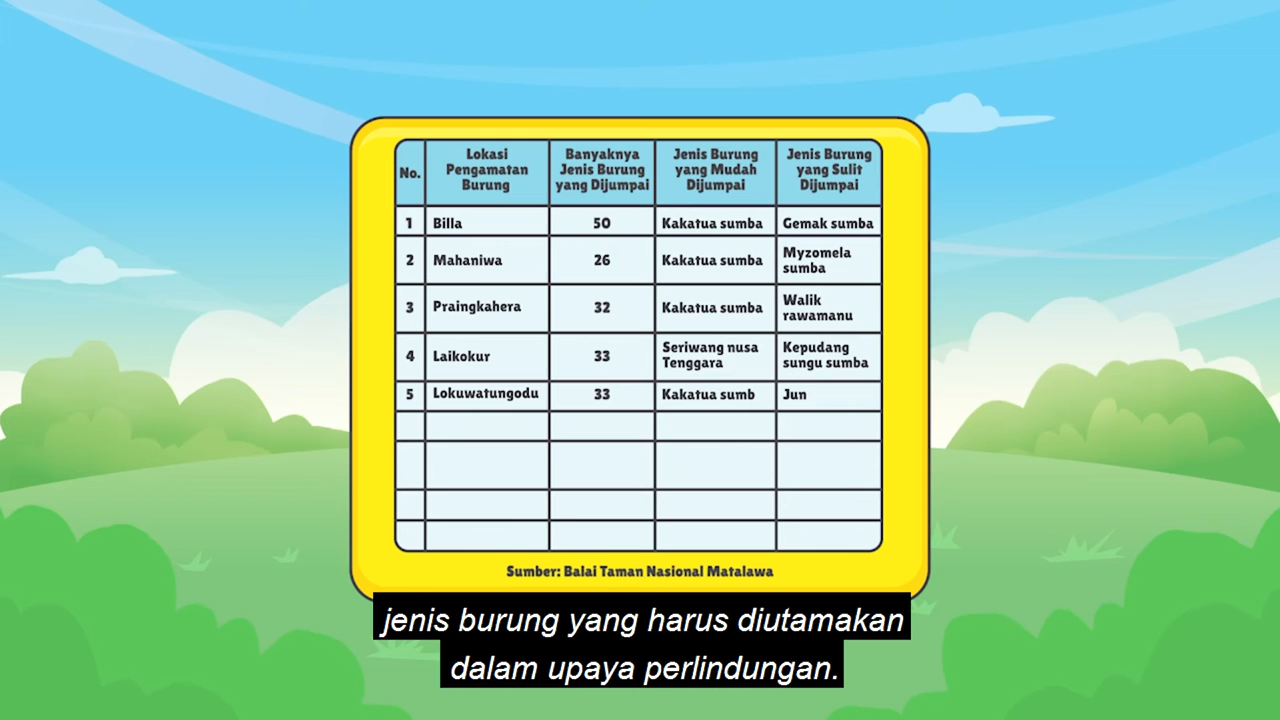 No.
Lokasi
Pengamatan
Burung
Banyaknya
Jenis Burung
yang Dijumpai
Jenis Burung
yang Mudah
Dijumpai
Jenis Burung
yang Sulit
Dijumpai
1 Billa 50 Kakatua sumba Gemak sumba
2 Mahaniwa 26 Kakatua sumba Myzomela
sumba
3 Praingkahera 32 Kakatua sumba Walik
rawamanu
4 Laikokur 33 Seriwang nusa
Tenggara
Kepudang
sungu sumba
5 Lokuwatungodu 33 Kakatua sumb Jun
Sumber: Balai Taman Nasional Matalawa
jenis burung yang harus diutamakan
dalam upaya perlindungan.